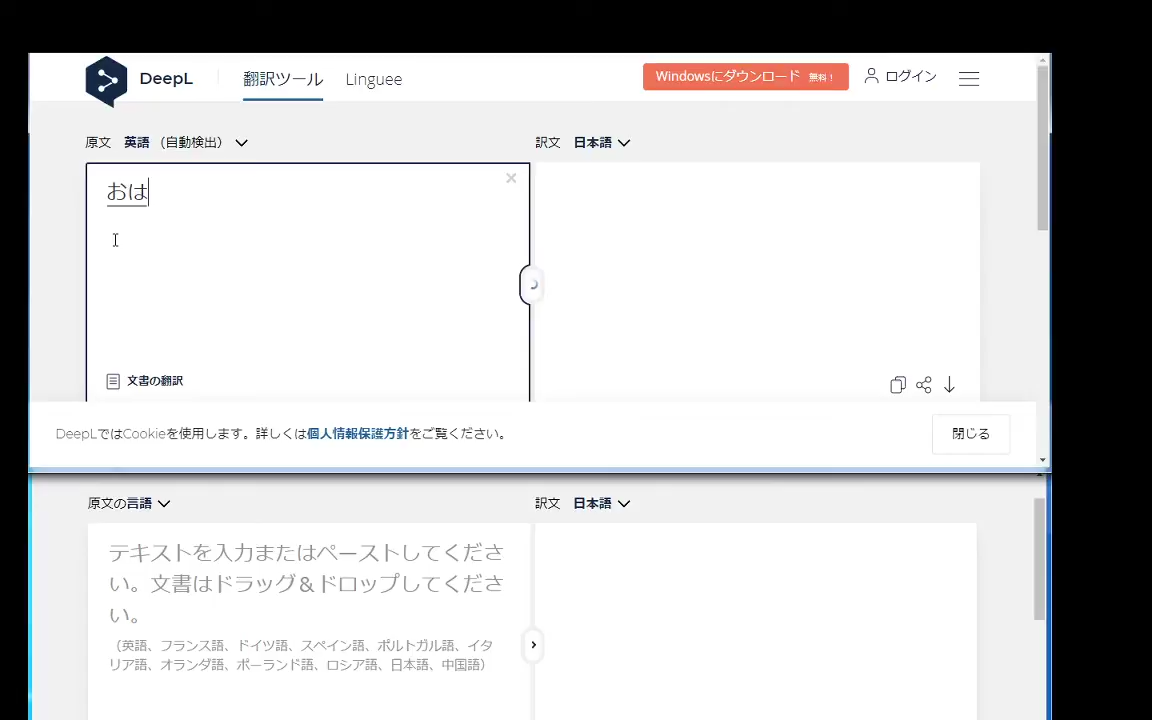 DeepL 翻訳ツール Linguee Windowsにダウンロード 無料! ログイン
原文 英語 (自動検出) 訳文 日本語
おは
文書の翻訳
DeepLではCookieを使用します。詳しくは個人情報保護方針をご覧ください。 閉じる
原文の言語 訳文 日本語
テキストを入力またはペーストしてくださ
い。文書はドラッグ&ドロップしてくださ
い。
(英語、フランス語、ドイツ語、スペイン語、ポルトガル語、イタ
リア語、オランダ語、ポーランド語、ロシア語、日本語、中国語)